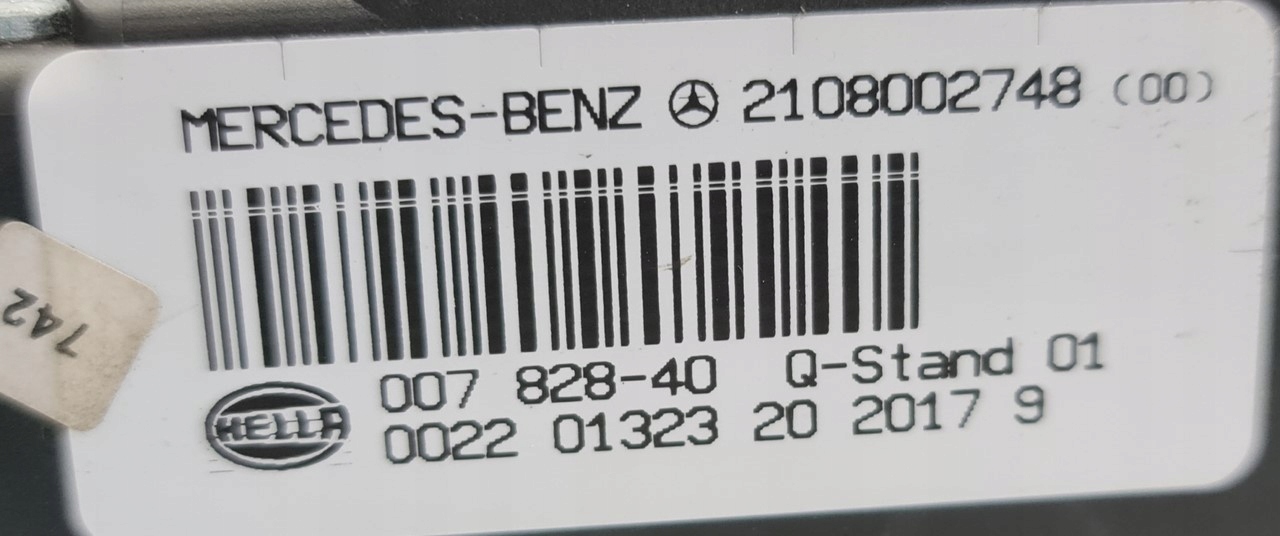 MERCEDES-BENZ 2108002748 (00)
742
007 828-40 Q-Stand 01
HELLA
0022 01323 20 2017 9